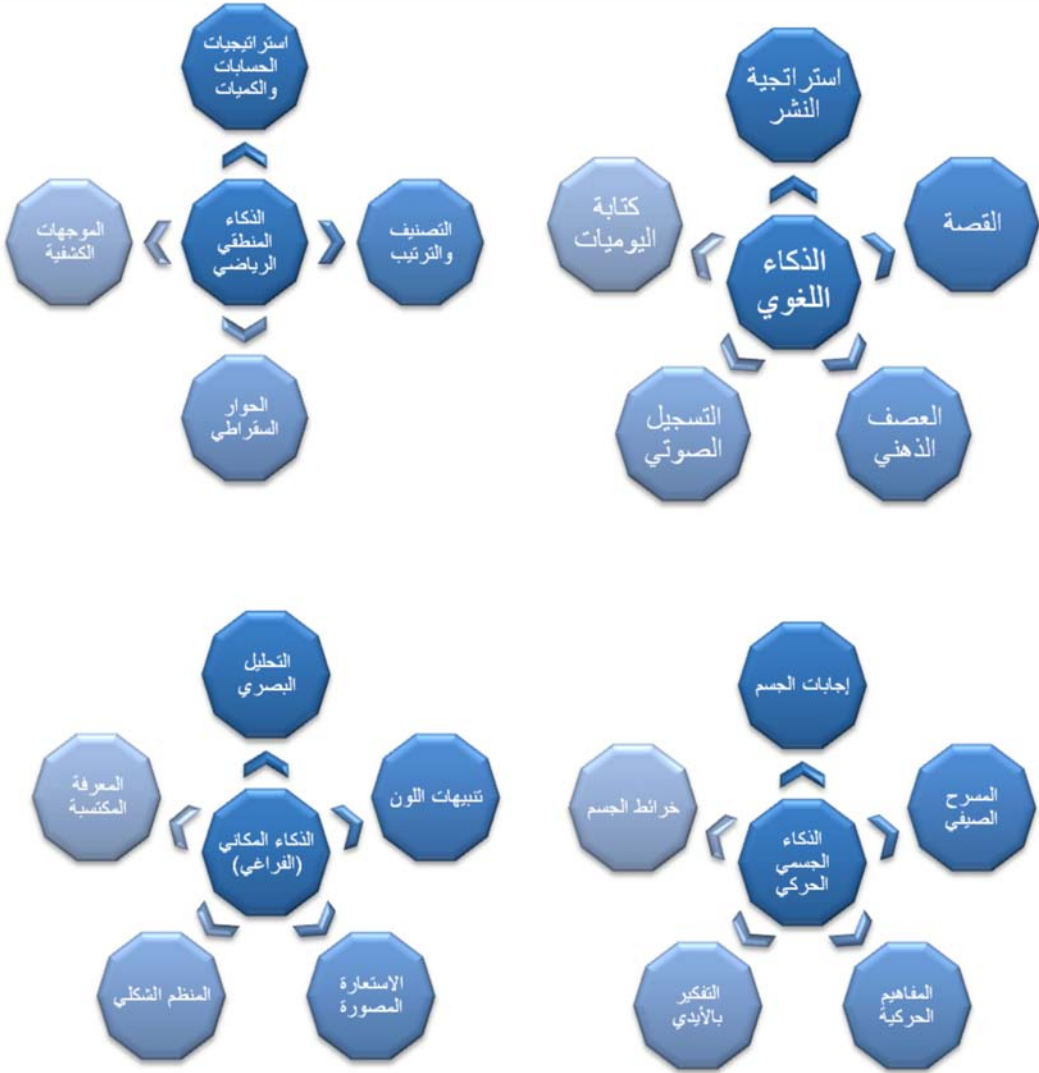 استراتجية
النشر
القصة
العصف
الذهني
التسجيل
الصوتي
كتابة
اليوميات
الذكاء
اللغوي
استراتيجيات
الحسابات
والكميات
التصنيف
والترتيب
الحوار
السقراطي
الموجهات
الكشفية
الذكاء
المنطقي
الرياضي
إجابات الجسم
المسرح
الصيفي
المفاهيم
الحركية
التفكير
بالأيدي
خرائط الجسم
الذكاء
الجسمي
الحركي
التحليل
البصري
تنبيهات اللون
الاستعارة
المصورة
المنظم الشكلي
المعرفة
المكتسبة
الذكاء المكاني
(الفراغي)